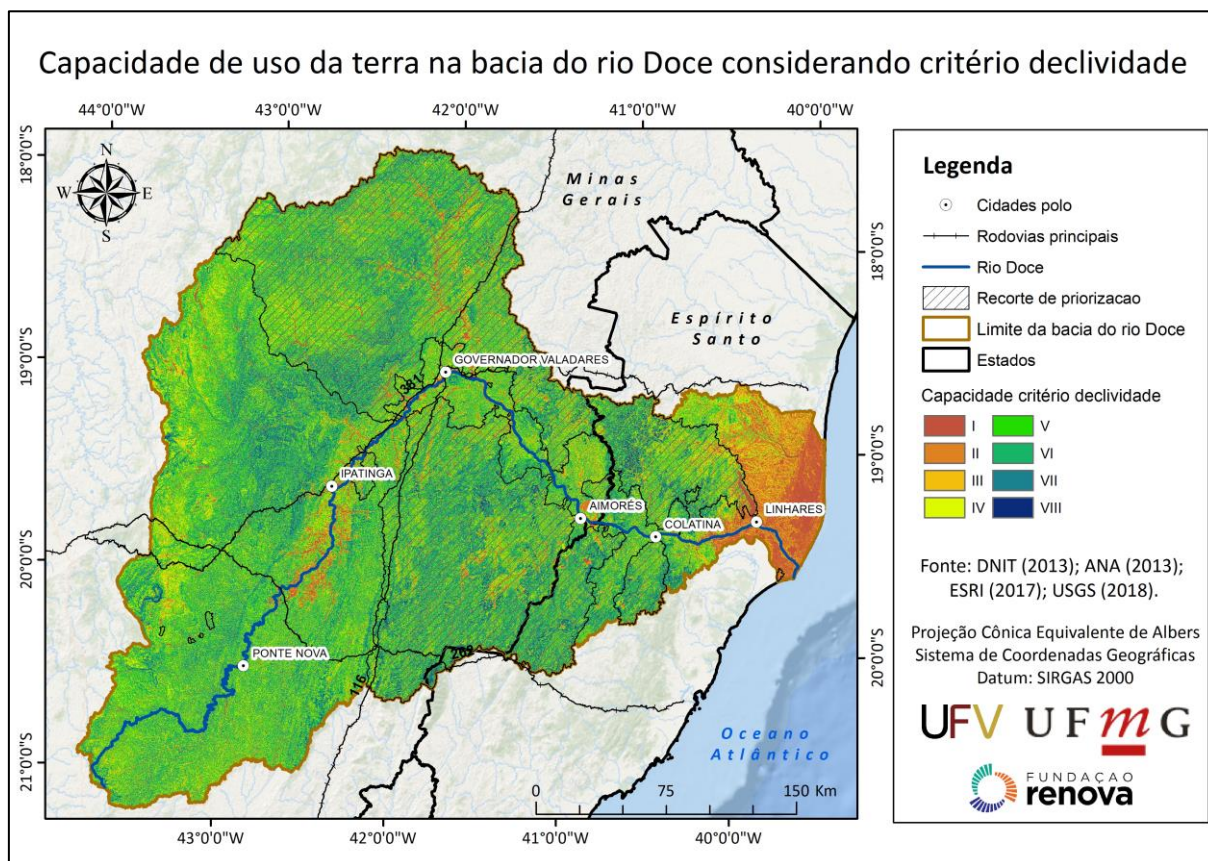 Capacidade de uso da terra na bacia do rio Doce considerando critério declividade
44°0'0"W
43°0'0"W
42°0'0"W
41°0'0"W
40°0'0"W
18°0'0"S
19°0'0"S
20°0'0"S
21°0'0"S
N
W
E
S
Minas
Gerais
Espírito
Santo
GOVERNADOR VALADARES
381
IPATINGA
AIMORÉS
COLATINA
LINHARES
PONTE NOVA
262
116
Oceano
Atlântico
0
75
150 Km
18°0'0"S
19°0'0"S
20°0'0"S
43°0'0"W
42°0'0"W
41°0'0"W
40°0'0"W
Legenda
Cidades polo
Rodovias principais
Rio Doce
Recorte de priorizacao
Limite da bacia do rio Doce
Estados
Capacidade critério declividade
I V
II VI
III VII
IV VIII
Fonte: DNIT (2013); ANA (2013);
ESRI (2017); USGS (2018).
Projeção Cônica Equivalente de Albers
Sistema de Coordenadas Geográficas
Datum: SIRGAS 2000
UFV UFmG
FUNDAÇÃO
renova